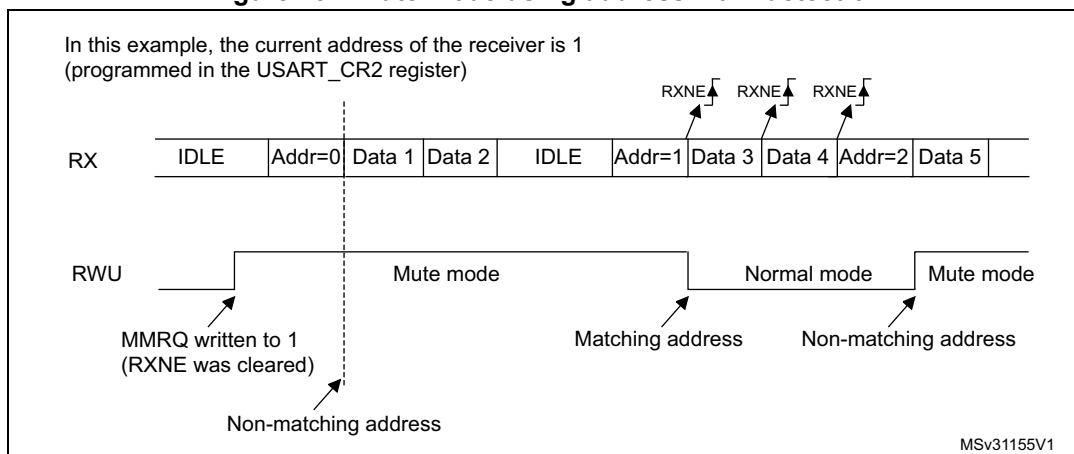 In this example, the current address of the receiver is 1
(programmed in the USART_CR2 register)
RXNE RXNE RXNE
RX IDLE Addr=0 Data 1 Data 2 IDLE Addr=1 Data 3 Data 4 Addr=2 Data 5
RWU Mute mode Normal mode Mute mode
MMRQ written to 1 Matching address Non-matching address
(RXNE was cleared)
Non-matching address
MSv31155V1